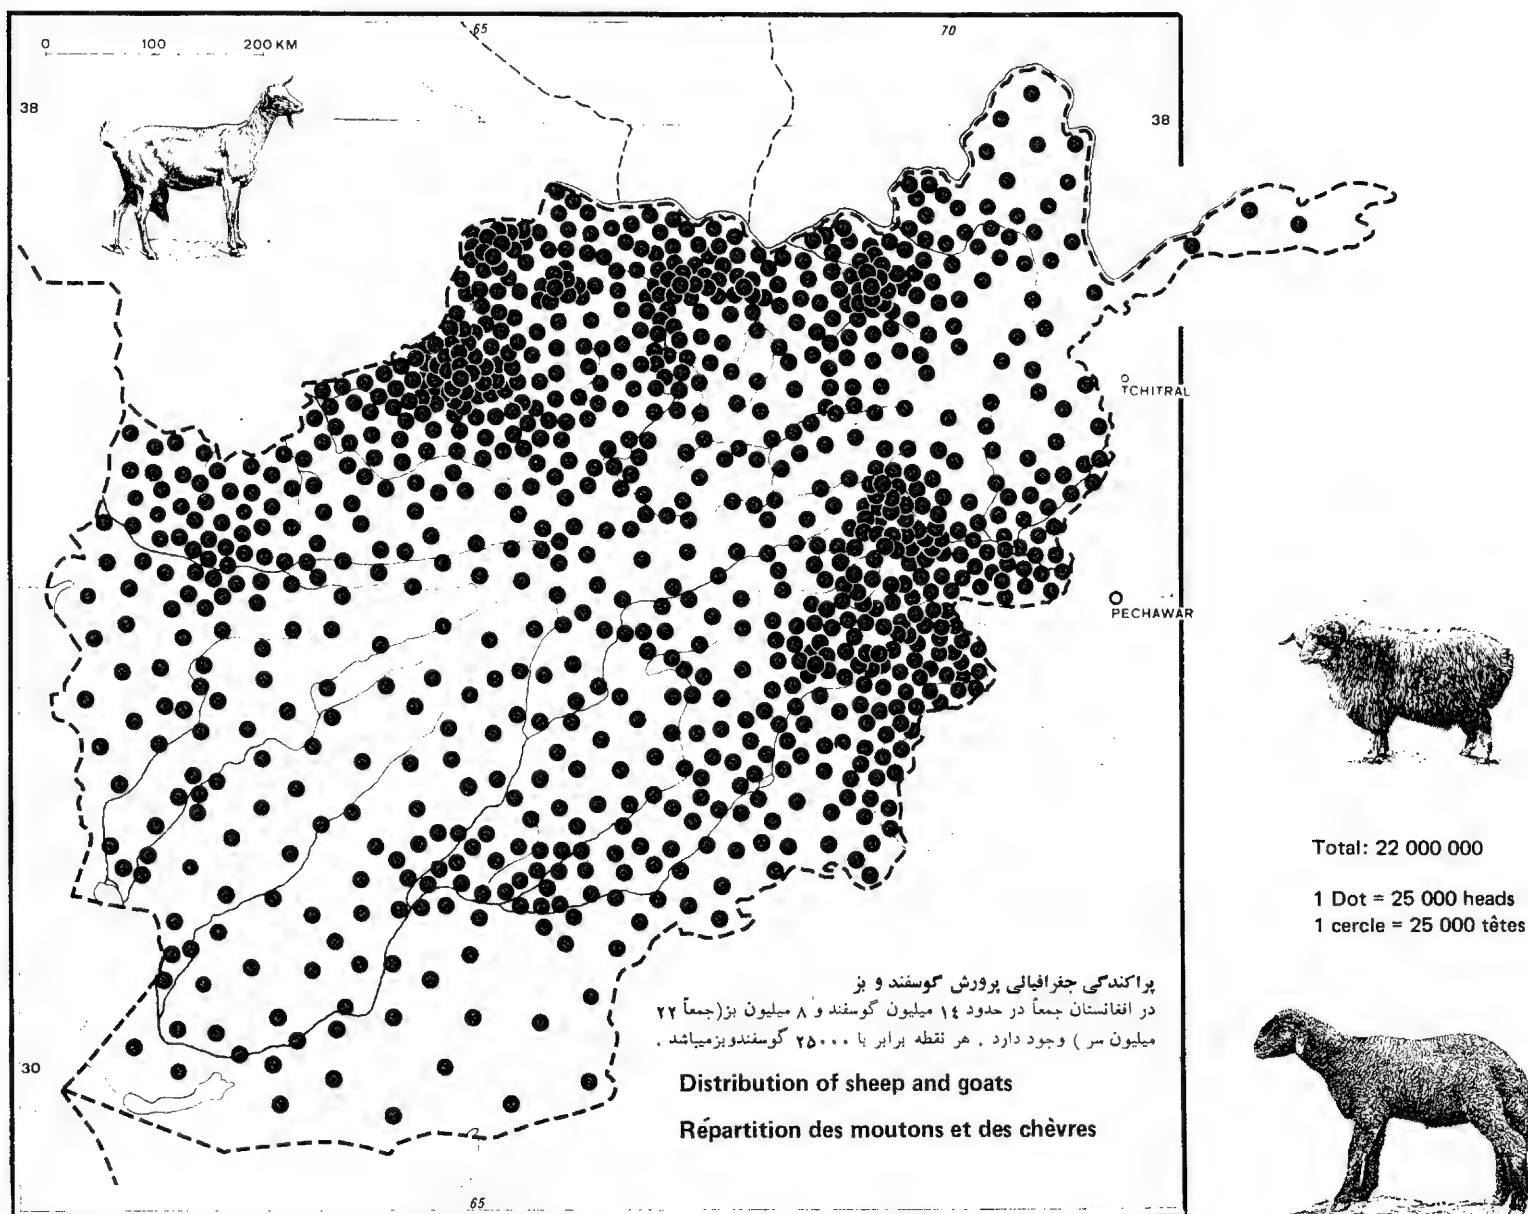 65
70
0 100 200 KM
38
38
TCHITRAL
PECHAWAR
Total: 22 000 000
1 Dot = 25 000 heads
1 cercle = 25 000 têtes
پراکندگی جغرافیائی پرورش گوسفند و بز
در افغانستان جمعاً در حدود ۱۴ میلیون گوسفند و ۸ میلیون بز(جمعاً ۲۲
میلیون سر ) وجود دارد . هر نقطه برابر با ۲۵۰۰۰ گوسفندوبزمیباشد .
30
Distribution of sheep and goats
Répartition des moutons et des chèvres
65